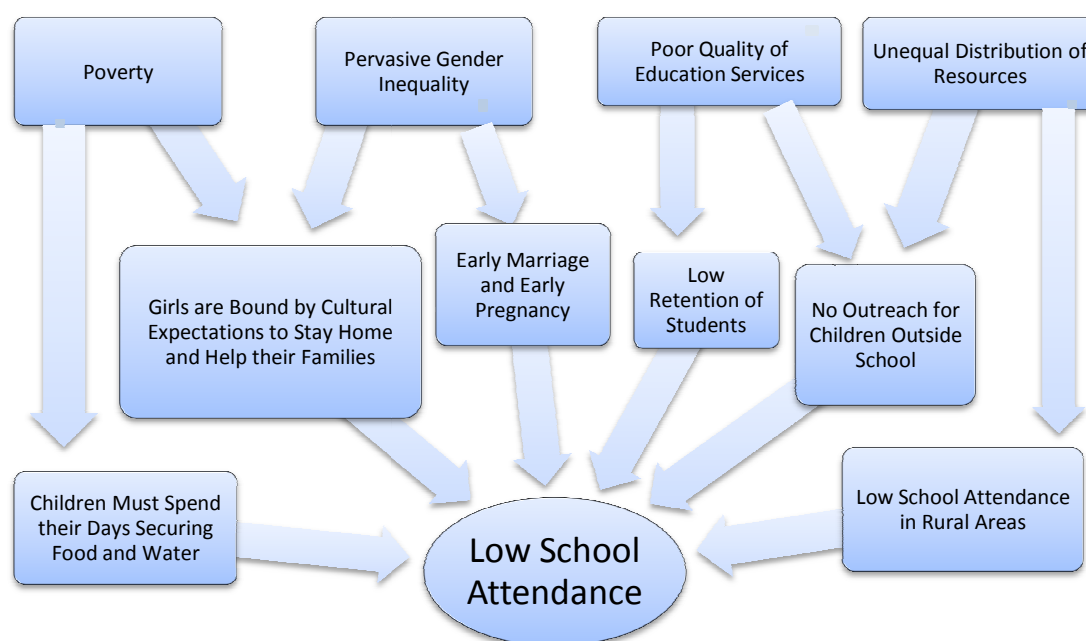 Poverty
Pervasive Gender
Inequality
Poor Quality of
Education Services
Unequal Distribution of
Resources
Girls are Bound by Cultural
Expectations to Stay Home
and Help their Families
Early Marriage
and Early
Pregnancy
Low
Retention of
Students
No Outreach for
Children Outside
School
Children Must Spend
their Days Securing
Food and Water
Low School
Attendance
Low School Attendance
in Rural Areas